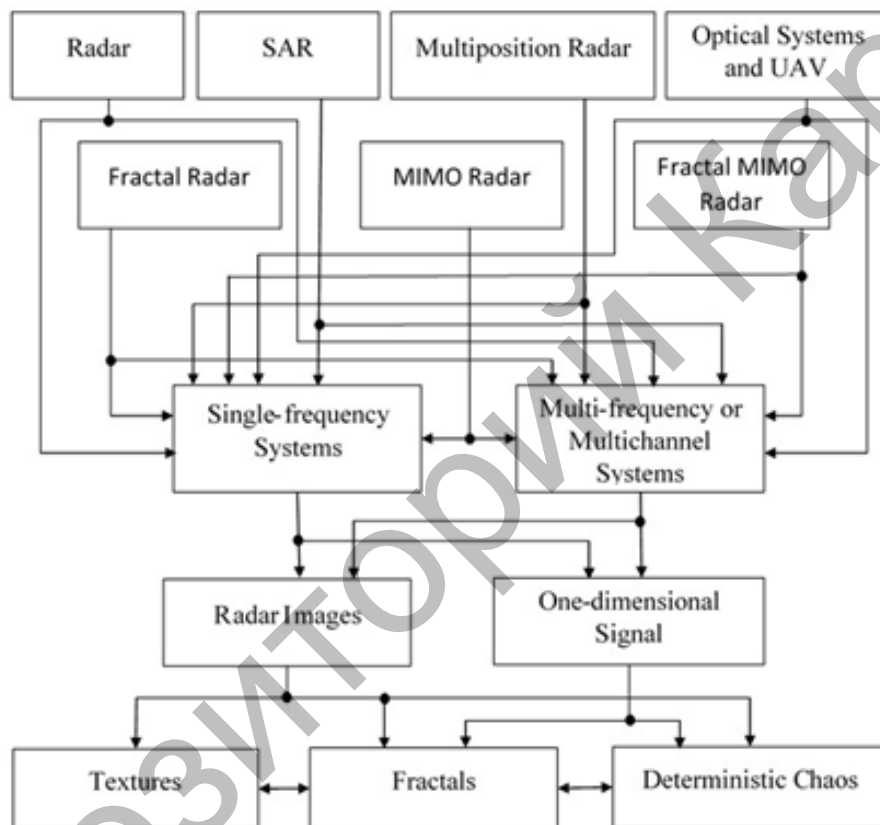 Radar
SAR
Multiposition Radar
Optical Systems
and UAV
Fractal Radar
MIMO Radar
Fractal MIMO
Radar
Single-frequency
Systems
Multi-frequency or
Multichannel
Systems
Radar Images
One-dimensional
Signal
Textures
Fractals
Deterministic Chaos